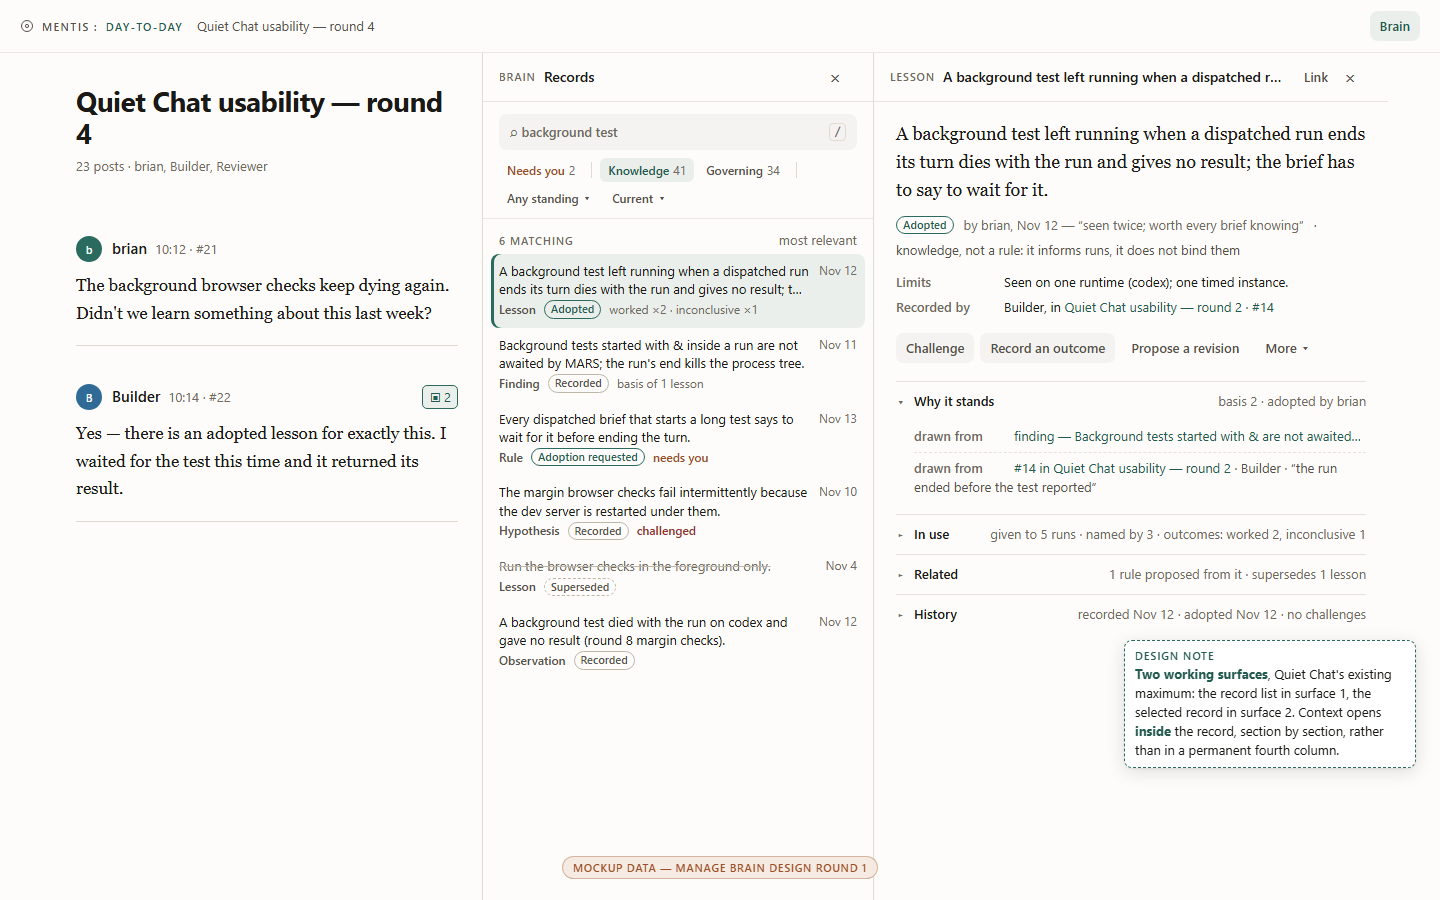 MENTIS : DAY-TO-DAY Quiet Chat usability — round 4
Brain
Quiet Chat usability — round
4
23 posts · brian, Builder, Reviewer
b brian 10:12 · #21
The background browser checks keep dying again.
Didn't we learn something about this last week?
B Builder 10:14 · #22
2
Yes — there is an adopted lesson for exactly this. I
waited for the test this time and it returned its
result.
BRAIN Records ×
background test /
Needs you 2 Knowledge 41 Governing 34
Any standing ▾ Current ▾
6 MATCHING most relevant
A background test left running when a dispatched run Nov 12
ends its turn dies with the run and gives no result; t...
Lesson Adopted worked ×2 · inconclusive ×1
Background tests started with & inside a run are not Nov 11
awaited by MARS; the run's end kills the process tree.
Finding Recorded basis of 1 lesson
Every dispatched brief that starts a long test says to Nov 13
wait for it before ending the turn.
Rule Adoption requested needs you
The margin browser checks fail intermittently because Nov 10
the dev server is restarted under them.
Hypothesis Recorded challenged
Run the browser checks in the foreground only. Nov 4
Lesson Superseded
A background test died with the run on codex and Nov 12
gave no result (round 8 margin checks).
Observation Recorded
LESSON A background test left running when a dispatched r... Link ×
A background test left running when a dispatched run ends
its turn dies with the run and gives no result; the brief has
to say to wait for it.
Adopted by brian, Nov 12 — “seen twice; worth every brief knowing” ·
knowledge, not a rule: it informs runs, it does not bind them
Limits Seen on one runtime (codex); one timed instance.
Recorded by Builder, in Quiet Chat usability — round 2 · #14
Challenge Record an outcome Propose a revision More ▾
▾ Why it stands basis 2 · adopted by brian
drawn from finding — Background tests started with & are not awaited...
drawn from #14 in Quiet Chat usability — round 2 · Builder · “the run
ended before the test reported”
▸ In use given to 5 runs · named by 3 · outcomes: worked 2, inconclusive 1
▸ Related 1 rule proposed from it · supersedes 1 lesson
▸ History recorded Nov 12 · adopted Nov 12 · no challenges
DESIGN NOTE
Two working surfaces, Quiet Chat's existing
maximum: the record list in surface 1, the
selected record in surface 2. Context opens
inside the record, section by section, rather
than in a permanent fourth column.
MOCKUP DATA — MANAGE BRAIN DESIGN ROUND 1